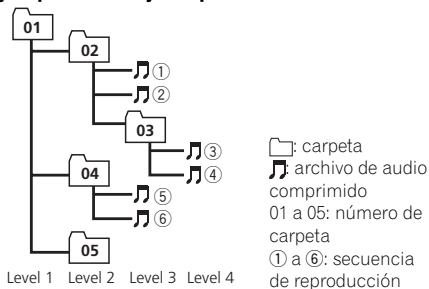 01
02
①
②
03
③
④
04
⑤
⑥
05
Level 1 Level 2 Level 3 Level 4
: carpeta
: archivo de audio
comprimido
01 a 05: número de
carpeta
① a ⑥: secuencia
de reproducción